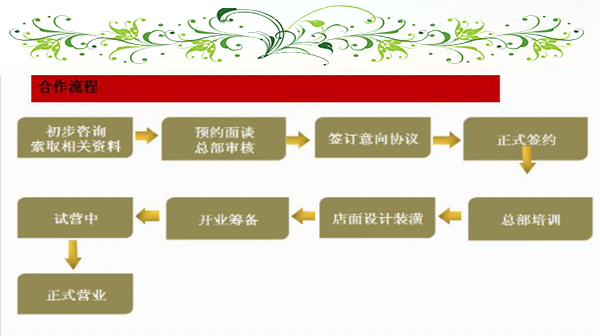 合作流程
初步咨询
索取相关资料
预约面谈
总部审核
签订意向协议
正式签约
总部培训
店面设计装潢
开业筹备
试营中
正式营业